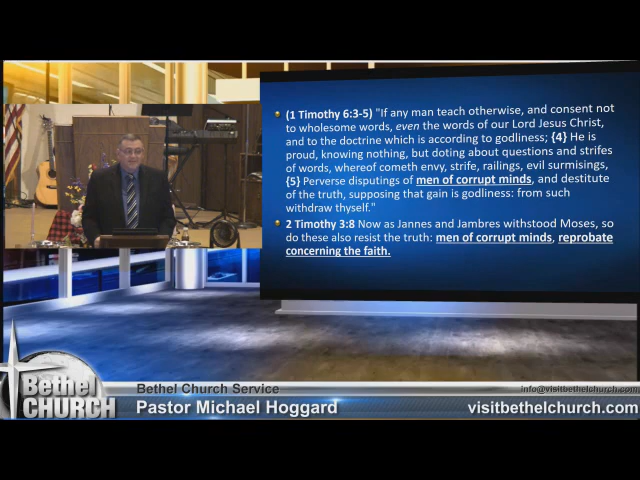 (1 Timothy 6:3-5) "If any man teach otherwise, and consent not
to wholesome words, even the words of our Lord Jesus Christ,
and to the doctrine which is according to godliness; {4} He is
proud, knowing nothing, but doting about questions and strifes
of words, whereof cometh envy, strife, railings, evil surmisings,
{5} Perverse disputings of men of corrupt minds, and destitute
of the truth, supposing that gain is godliness: from such
withdraw thyself."
2 Timothy 3:8 Now as Jannes and Jambres withstood Moses, so
do these also resist the truth: men of corrupt minds, reprobate
concerning the faith.
Bethel
CHURCH
Bethel Church Service
info@visitbethelchurch.com
Pastor Michael Hoggard
visitbethelchurch.com